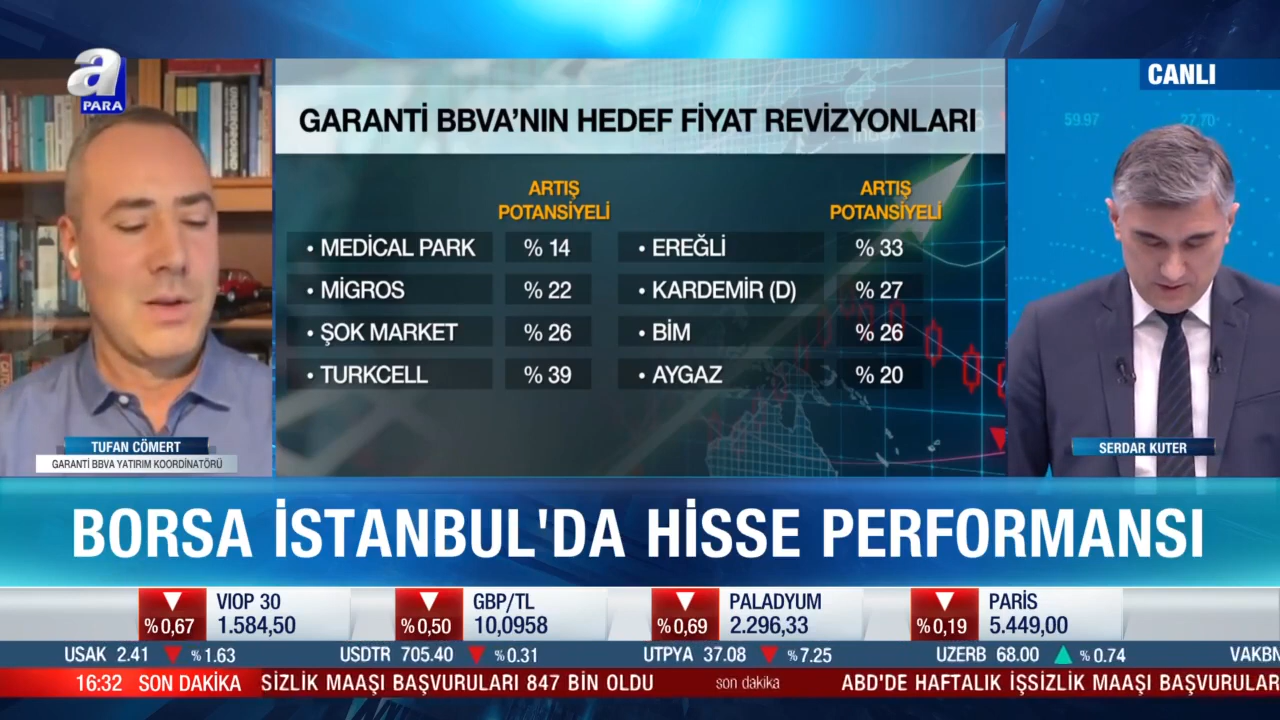 a
PARA
CANLI
GARANTİ BBVA'NIN HEDEF FİYAT REVİZYONLARI
59.97
27.70
ARTIŞ
POTANSİYELİ
ARTIŞ
POTANSİYELİ
• MEDİCAL PARK % 14 • EREĞLİ % 33
• MİGROS % 22 • KARDEMİR (D) % 27
• ŞOK MARKET % 26 • BİM % 26
• TURKCELL % 39 • AYGAZ % 20
TUFAN CÖMERT
GARANTİ BBVA YATIRIM KOORDİNATÖRÜ
SERDAR KUTER
BORSA İSTANBUL'DA HİSSE PERFORMANSI
%0,67 VIOP 30 1.584,50
%0,50 GBP/TL 10,0958
%0,69 PALADYUM 2.296,33
%0,19 PARİS 5.449,00
USAK 2.41 %1.63 USDTR 705.40 %0.31 UTPYA 37.08 %7.25 UZERB 68.00 %0.74 VAKBN
16:32 SON DAKİKA SİZLİK MAAŞI BAŞVURULARI 847 BİN OLDU son dakika ABD'DE HAFTALIK İŞSİZLİK MAAŞI BAŞVURULAR